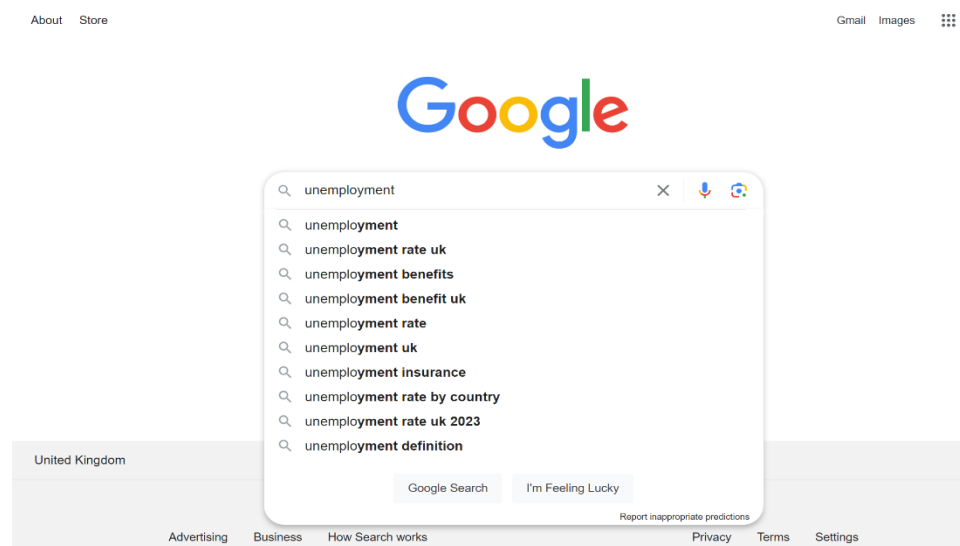 About Store Gmail Images
Google
unemployment
unemployment
unemployment rate uk
unemployment benefits
unemployment benefit uk
unemployment rate
unemployment uk
unemployment insurance
unemployment rate by country
unemployment rate uk 2023
unemployment definition
United Kingdom
Google Search I'm Feeling Lucky
Report inappropriate predictions
Advertising Business How Search works Privacy Terms Settings